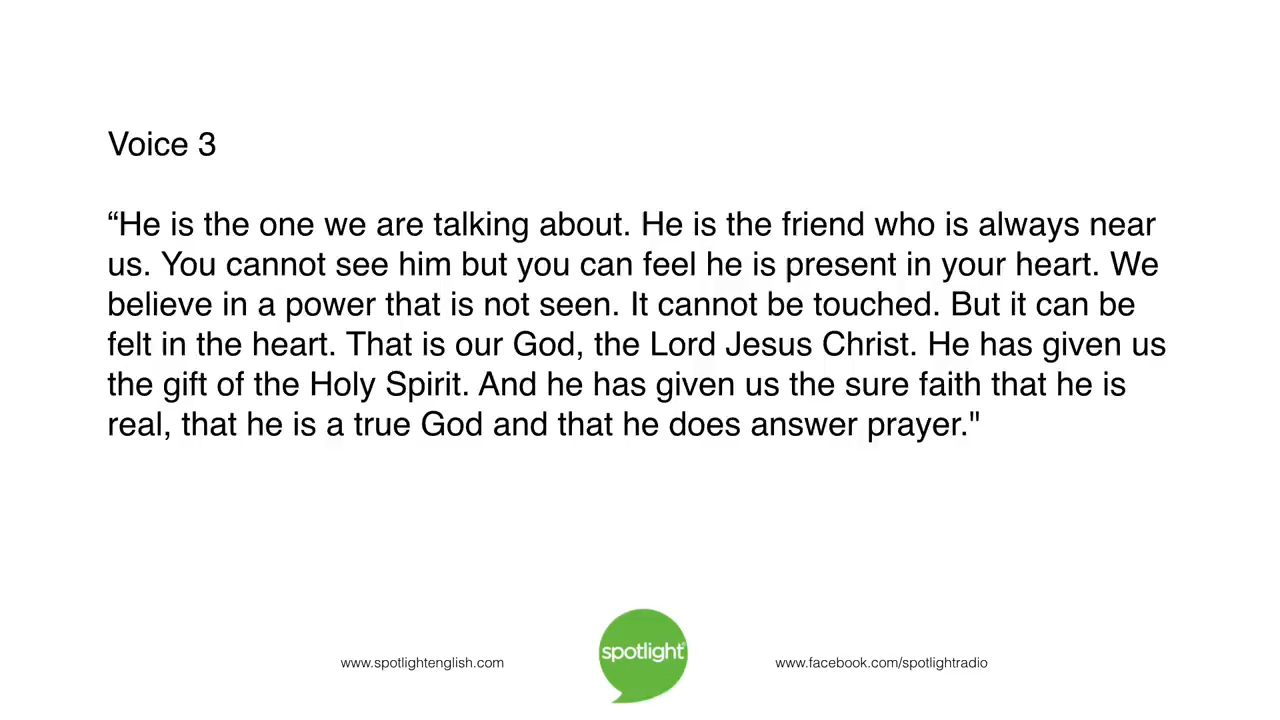 Voice 3
“He is the one we are talking about. He is the friend who is always near
us. You cannot see him but you can feel he is present in your heart. We
believe in a power that is not seen. It cannot be touched. But it can be
felt in the heart. That is our God, the Lord Jesus Christ. He has given us
the gift of the Holy Spirit. And he has given us the sure faith that he is
real, that he is a true God and that he does answer prayer."
www.spotlightenglish.com
spotlight®
www.facebook.com/spotlightradio